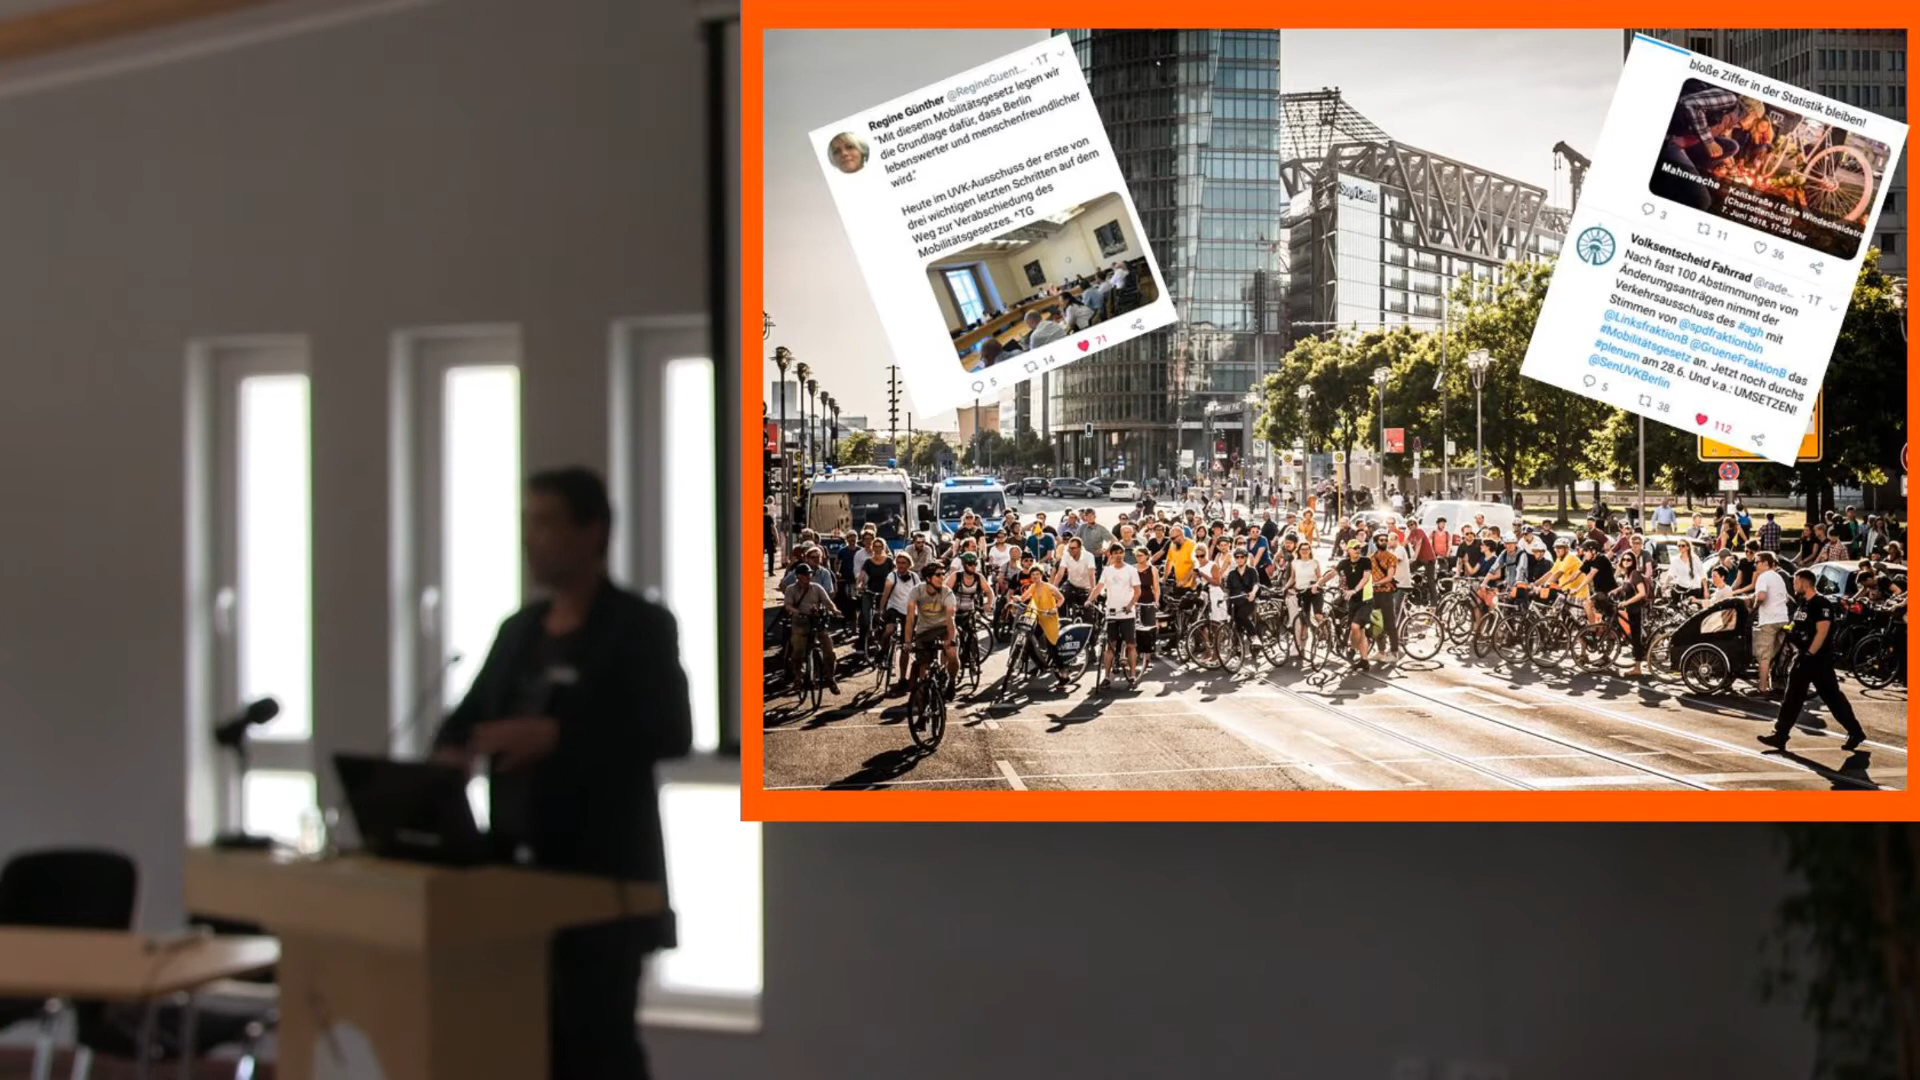 Regine Günther @RegineGuent... · 1T
"Mit diesem Mobilitätsgesetz legen wir
die Grundlage dafür, dass Berlin
lebenswerter und menschenfreundlicher
wird."
Heute im UVK-Ausschuss der erste von
drei wichtigen letzten Schritten auf dem
Weg zur Verabschiedung des
Mobilitätsgesetzes. ^TG
5 14 71
bloße Ziffer in der Statistik bleiben!
Mahnwache
Kantstraße / Ecke Windscheidstra
(Charlottenburg)
7. Juni 2018, 17:30 Uhr
3 11 36
Volksentscheid Fahrrad @rade... · 1T
Nach fast 100 Abstimmungen von
Änderungsanträgen nimmt der
Verkehrsausschuss des #agh mit
Stimmen von @spdfraktionbln
@LinksfraktionB @GrueneFraktionB das
#Mobilitätsgesetz an. Jetzt noch durchs
#plenum am 28.6. Und v.a.: UMSETZEN!
@SenUVKBerlin
5 38 112